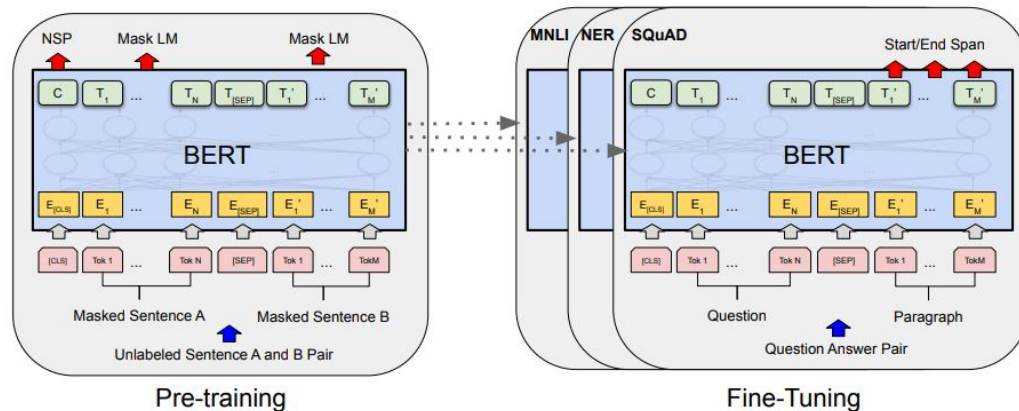 NSP Mask LM Mask LM
C T1 ... TN T[SEP] T1' ... TM'
BERT
E[CLS] E1 ... EN E[SEP] E1' ... EM'
[CLS] Tok 1 ... Tok N [SEP] Tok 1 ... TokM
Masked Sentence A Masked Sentence B
Unlabeled Sentence A and B Pair
Pre-training
MNLI NER SQuAD
Start/End Span
C T1 ... TN T[SEP] T1' ... TM'
BERT
E[CLS] E1 ... EN E[SEP] E1' ... EM'
[CLS] Tok 1 ... Tok N [SEP] Tok 1 ... TokM
Question Paragraph
Question Answer Pair
Fine-Tuning